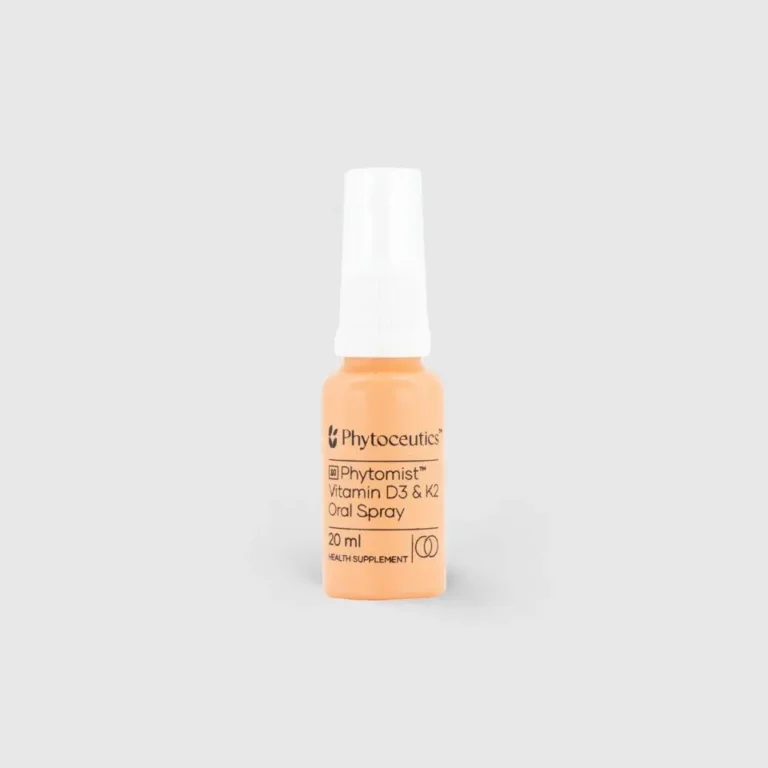 Phytoceutics™
Phytomist™
Vitamin D3 & K2
Oral Spray
20 ml
HEALTH SUPPLEMENT